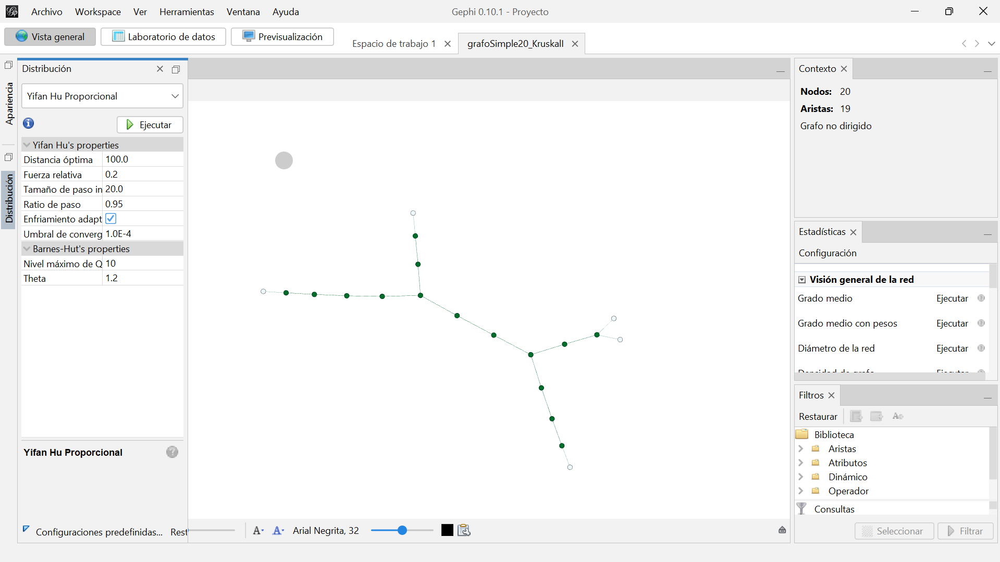 Archivo Workspace Ver Herramientas Ventana Ayuda Gephi 0.10.1 - Proyecto
Vista general Laboratorio de datos Previsualización Espacio de trabajo 1 grafoSimple20_Kruskall
Apariencia
Distribución
Distribución
Yifan Hu Proporcional
Ejecutar
Yifan Hu's properties
Distancia óptima 100.0
Fuerza relativa 0.2
Tamaño de paso in 20.0
Ratio de paso 0.95
Enfriamiento adapt
Umbral de converg 1.0E-4
Barnes-Hut's properties
Nivel máximo de Q 10
Theta 1.2
Yifan Hu Proporcional
Configuraciones predefinidas... Rest
A A Arial Negrita, 32
Contexto
Nodos: 20
Aristas: 19
Grafo no dirigido
Estadísticas
Configuración
Visión general de la red
Grado medio Ejecutar
Grado medio con pesos Ejecutar
Diámetro de la red Ejecutar
Densidad de grafo Ejecutar
Filtros
Restaurar
Biblioteca
Aristas
Atributos
Dinámico
Operador
Consultas
Seleccionar Filtrar